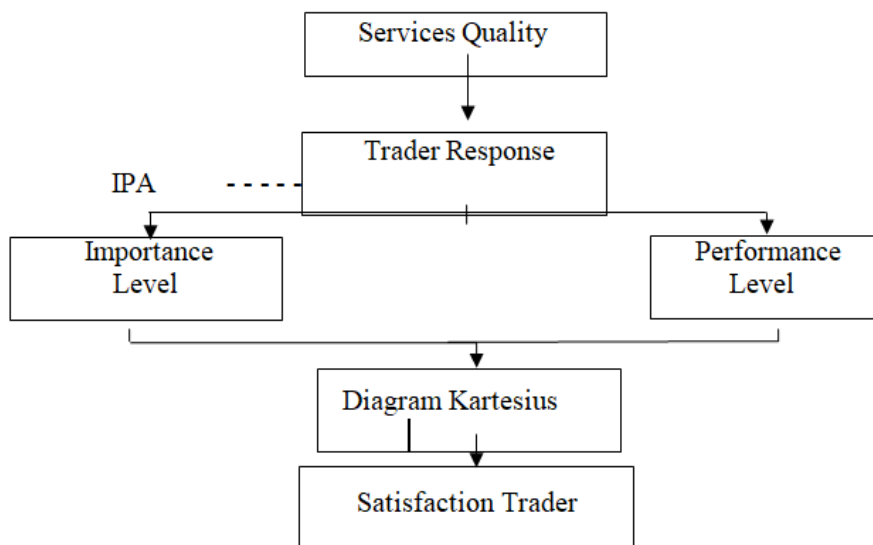 Services Quality
Trader Response
IPA
Importance
Level
Performance
Level
Diagram Kartesius
Satisfaction Trader